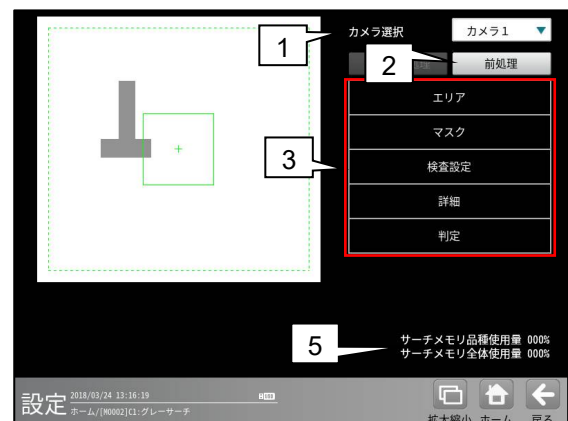 カメラ選択
カメラ1
1
2
前処理
エリア
マスク
3
検査設定
詳細
判定
5
サーチメモリ品種使用量 000%
サーチメモリ全体使用量 000%
設定
2018/03/24 13:16:19
ホーム/[M0002]C1:グレーサーチ
拡大縮小 ホーム 戻る